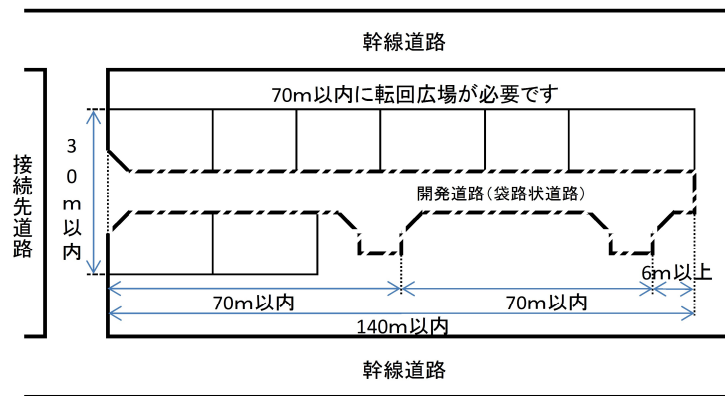 幹線道路
70m以内に転回広場が必要です
接続先道路
30m以内
開発道路(袋路状道路)
6m以上
70m以内
70m以内
140m以内
幹線道路